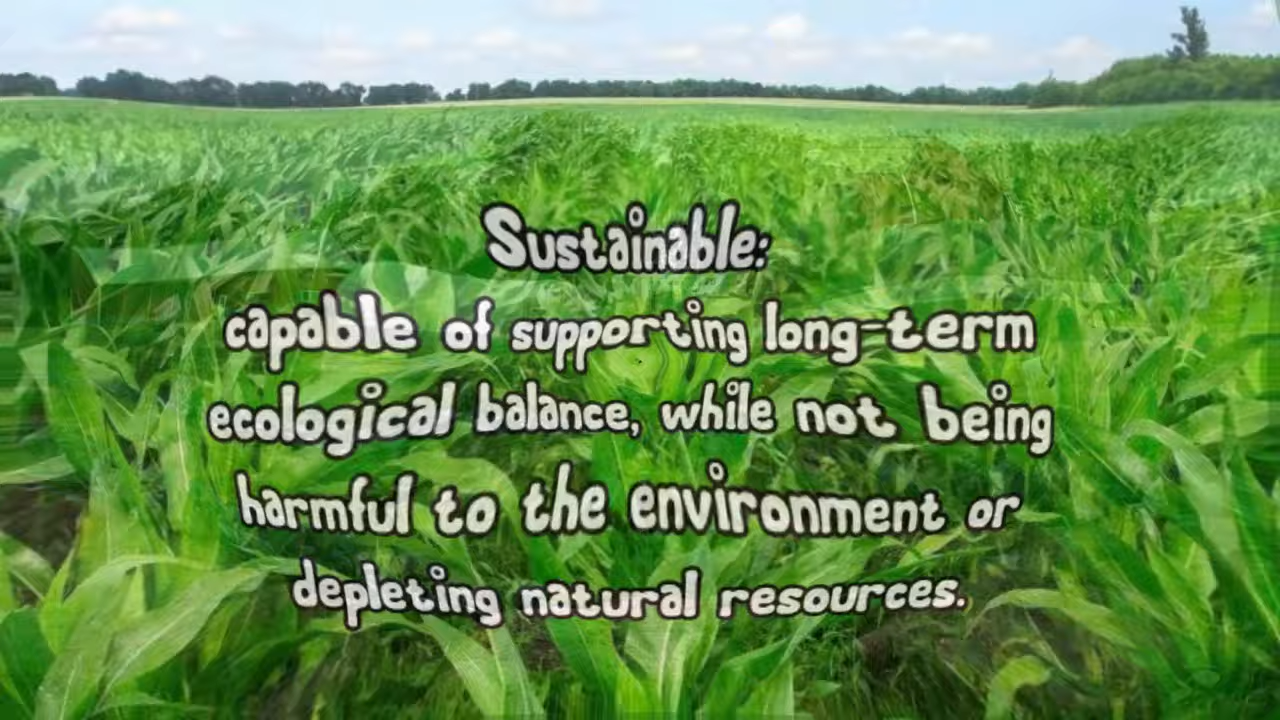 Sustainable:
capable of supporting long-term
ecological balance, while not being
harmful to the environment or
depleting natural resources.